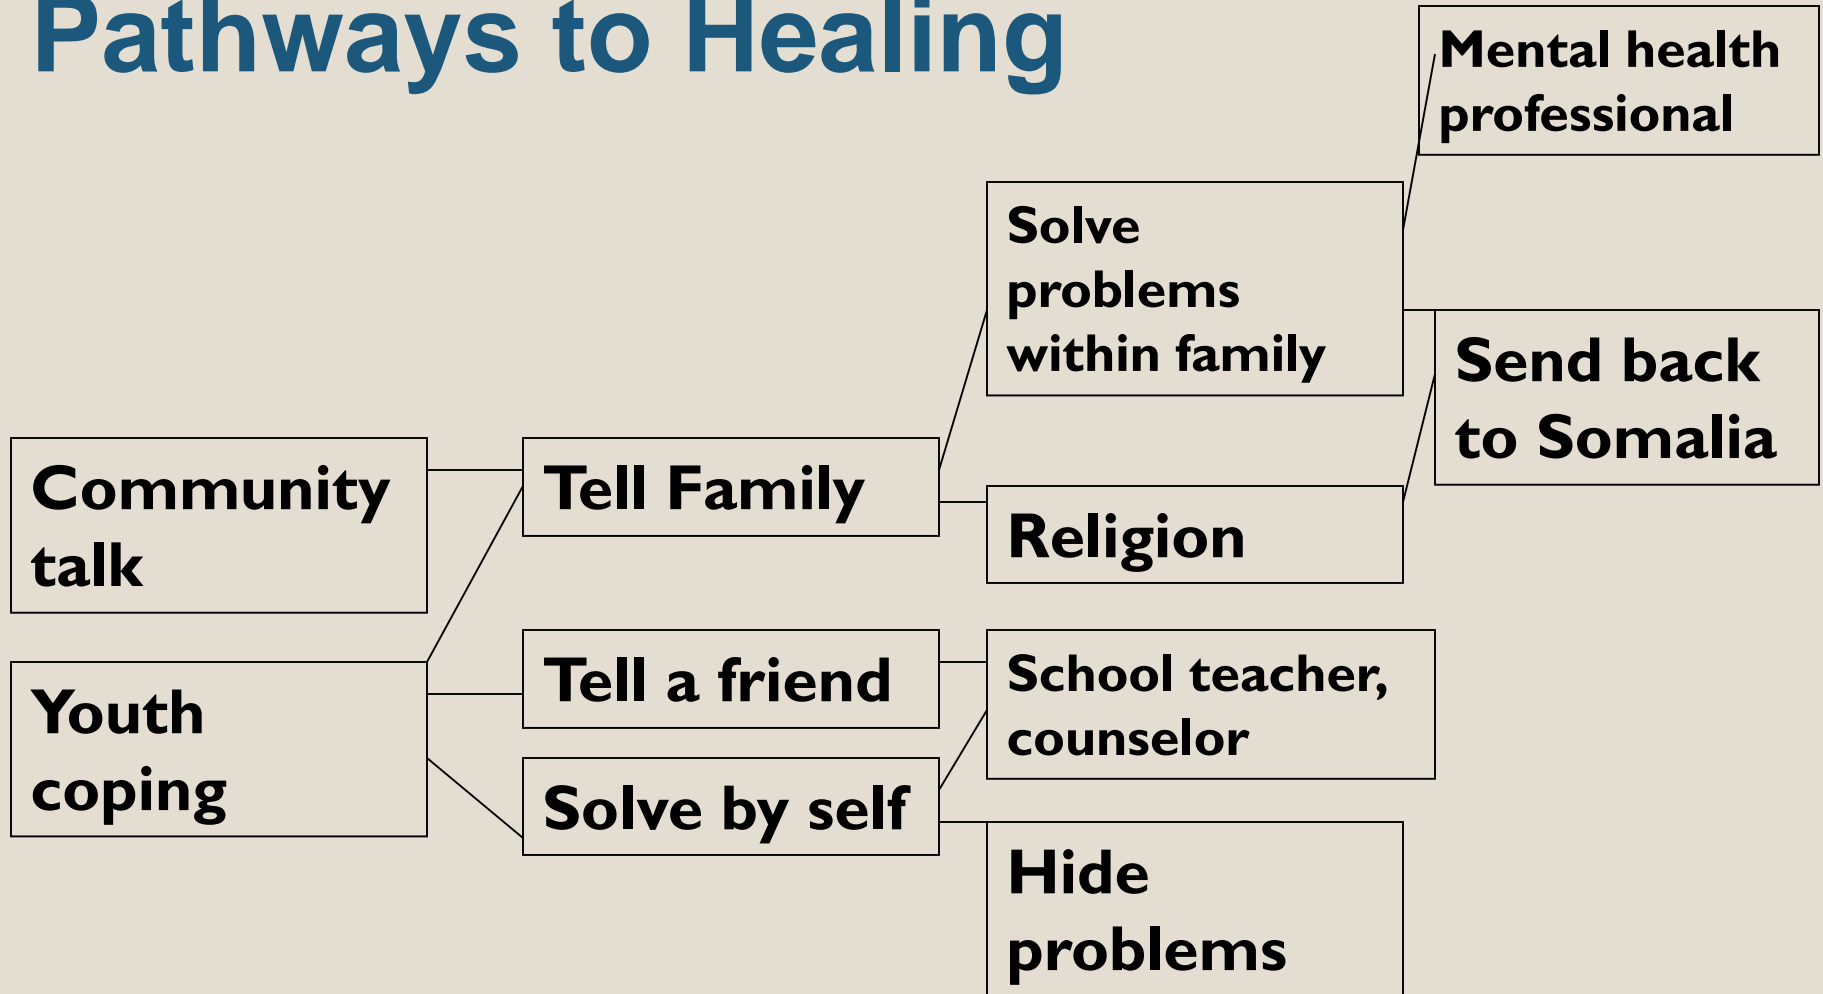 Pathways to Healing
Mental health
professional
Solve
problems
within family
Send back
to Somalia
Community
talk
Tell Family
Religion
Youth
coping
Tell a friend
School teacher,
counselor
Solve by self
Hide
problems